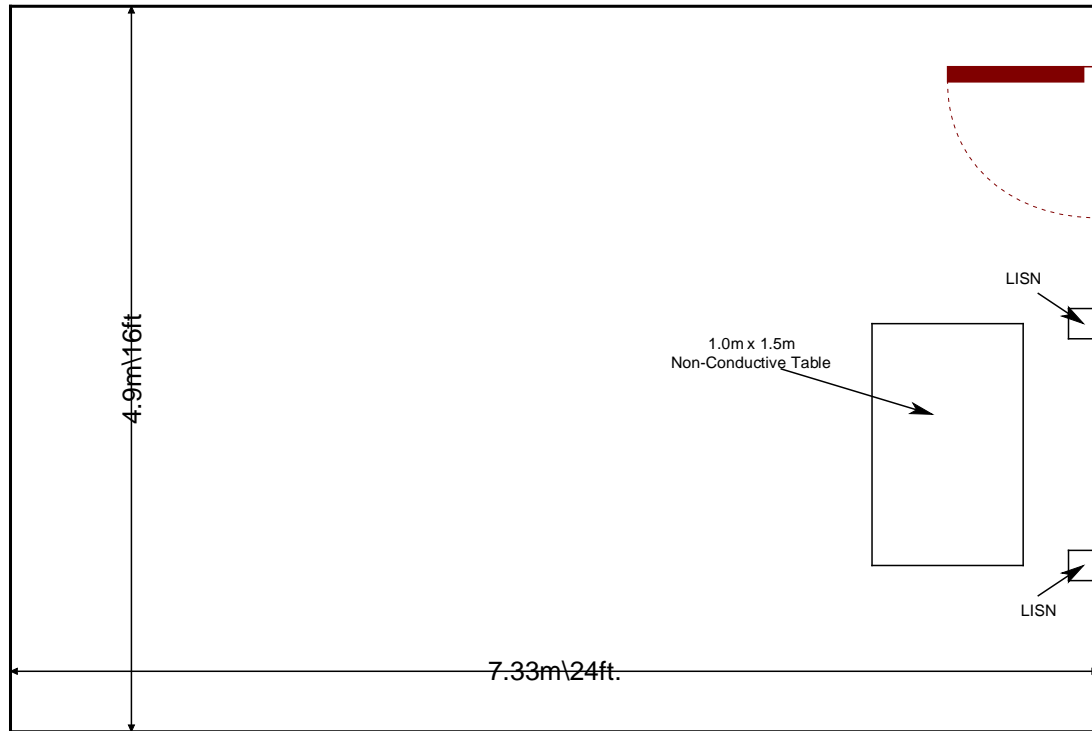 LISN
1.0m x 1.5m
Non-Conductive Table
4.9m\16ft
LISN
7.33m\24ft.